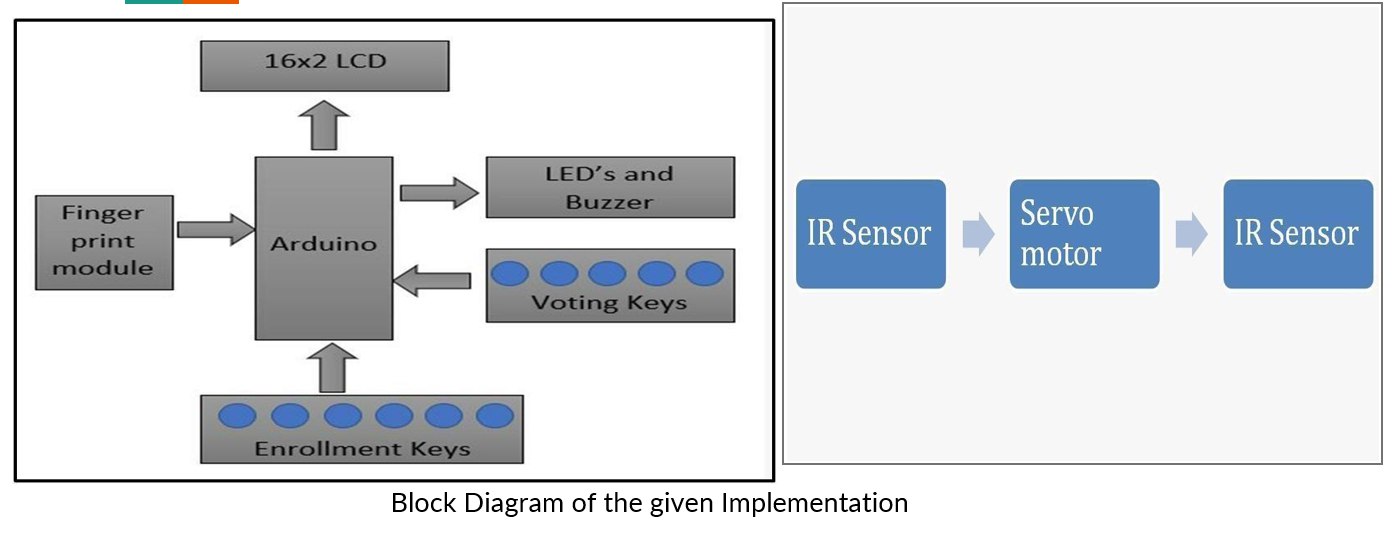 16x2 LCD
Finger
print
module
Arduino
LED's and
Buzzer
Voting Keys
Enrollment Keys
IR Sensor
Servo
motor
IR Sensor
Block Diagram of the given Implementation